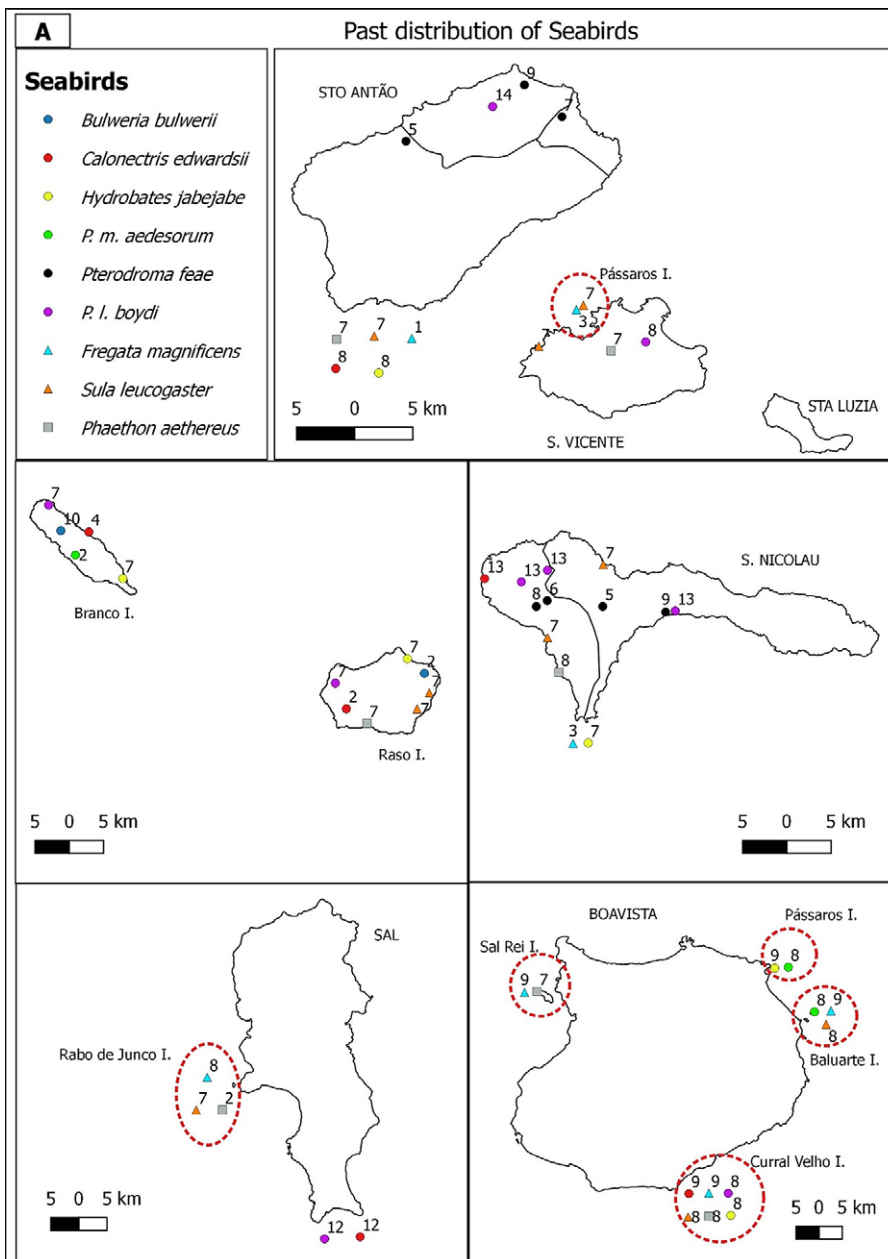 A
Past distribution of Seabirds
Seabirds
Bulweria bulwerii
Calonectris edwardsii
Hydrobates jabejabe
P. m. aedesorum
Pterodroma feae
P. l. boydi
Fregata magnificens
Sula leucogaster
Phaethon aethereus
STO ANTÃO
9
14
7
5
7 7 1
8 8
5 0 5 km
Pássaros I.
7
3
7
7
8
S. VICENTE
STA LUZIA
7
10 4
2
7
Branco I.
7 2
7
7
2 7
7
Raso I.
5 0 5 km
7
S. NICOLAU
13 13 13
8 6 5 9 13
7
8
3 7
5 0 5 km
SAL
Rabo de Junco I.
8
7 2
12 12
5 0 5 km
BOAVISTA
Pássaros I.
9 8
Sal Rei I.
9 7
8 9
8
Baluarte I.
Curral Velho I.
9 9 8
8 8 8
5 0 5 km